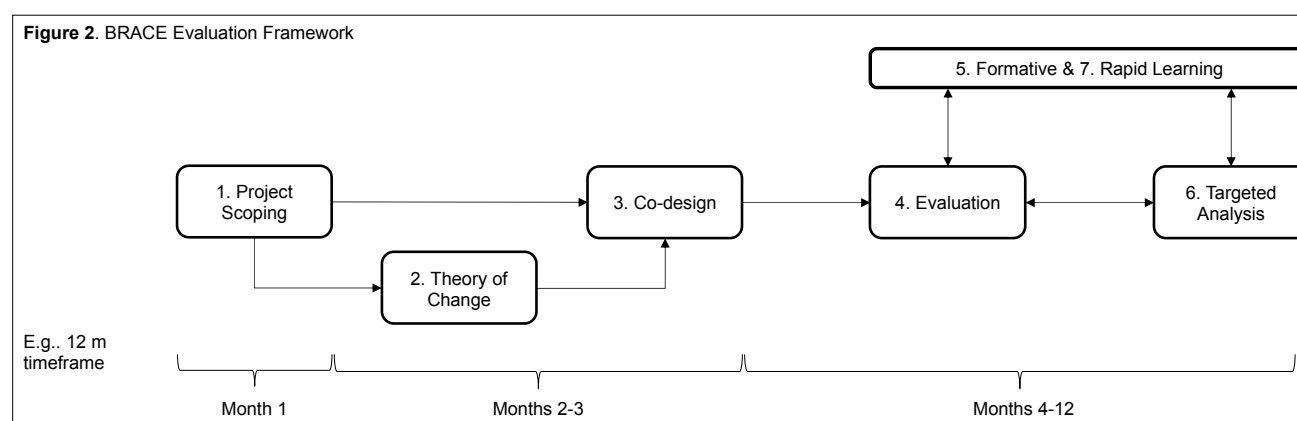 Figure 2. BRACE Evaluation Framework
5. Formative & 7. Rapid Learning
1. Project
Scoping
3. Co-design
4. Evaluation
6. Targeted
Analysis
2. Theory of
Change
E.g.. 12 m
timeframe
Month 1
Months 2-3
Months 4-12